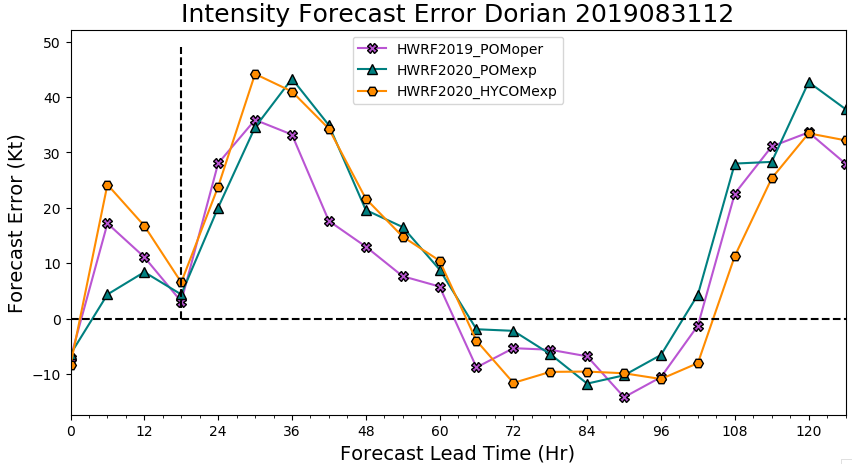 Intensity Forecast Error Dorian 2019083112
HWRF2019_POMoper
HWRF2020_POMexp
HWRF2020_HYCOMexp
Forecast Error (Kt)
50
40
30
20
10
0
−10
0 12 24 36 48 60 72 84 96 108 120
Forecast Lead Time (Hr)